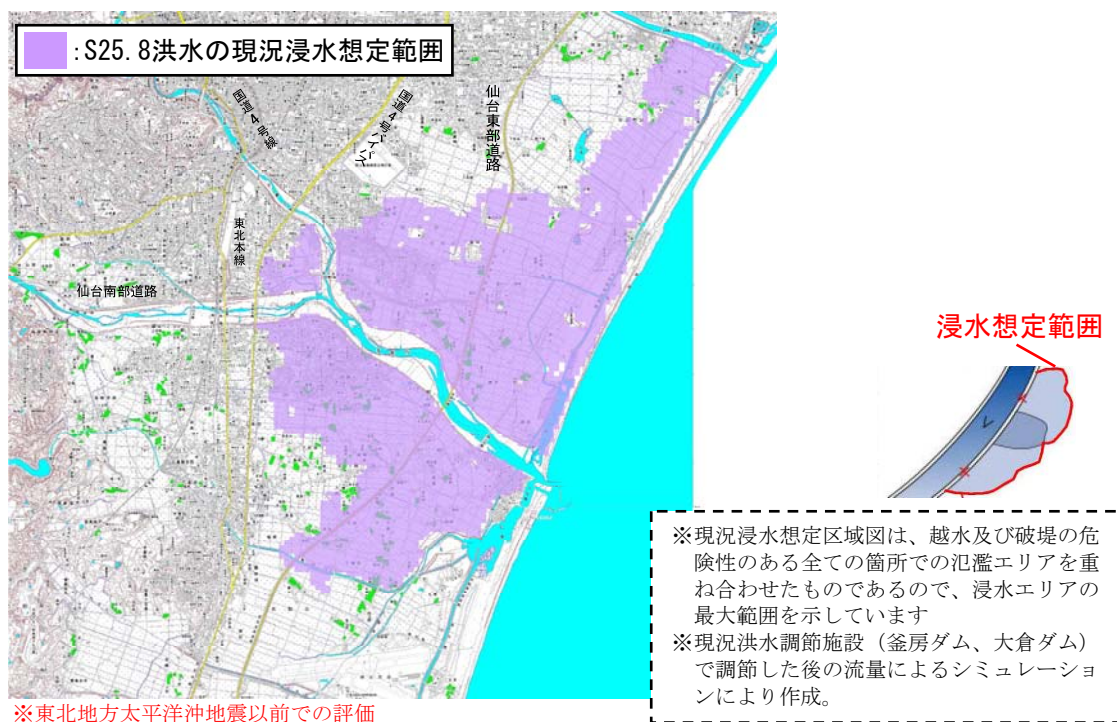 :S25.8洪水の現況浸水想定範囲
国道4号線
国道4号バイパス
仙台東部道路
東北本線
仙台南部道路
浸水想定範囲
※現況浸水想定区域図は、越水及び破堤の危
険性のある全ての箇所での氾濫エリアを重
ね合わせたものであるので、浸水エリアの
最大範囲を示しています
※現況洪水調節施設（釜房ダム、大倉ダム）
で調節した後の流量によるシミュレーショ
ンにより作成。
※東北地方太平洋沖地震以前での評価